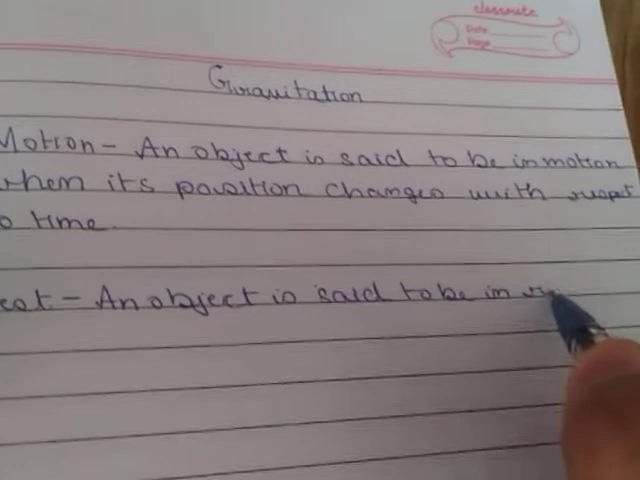 classmate
Date
Page
Gravitation
Motion - An object is said to be in motion
when its position changes with respect
to time.
Rest - An object is said to be in